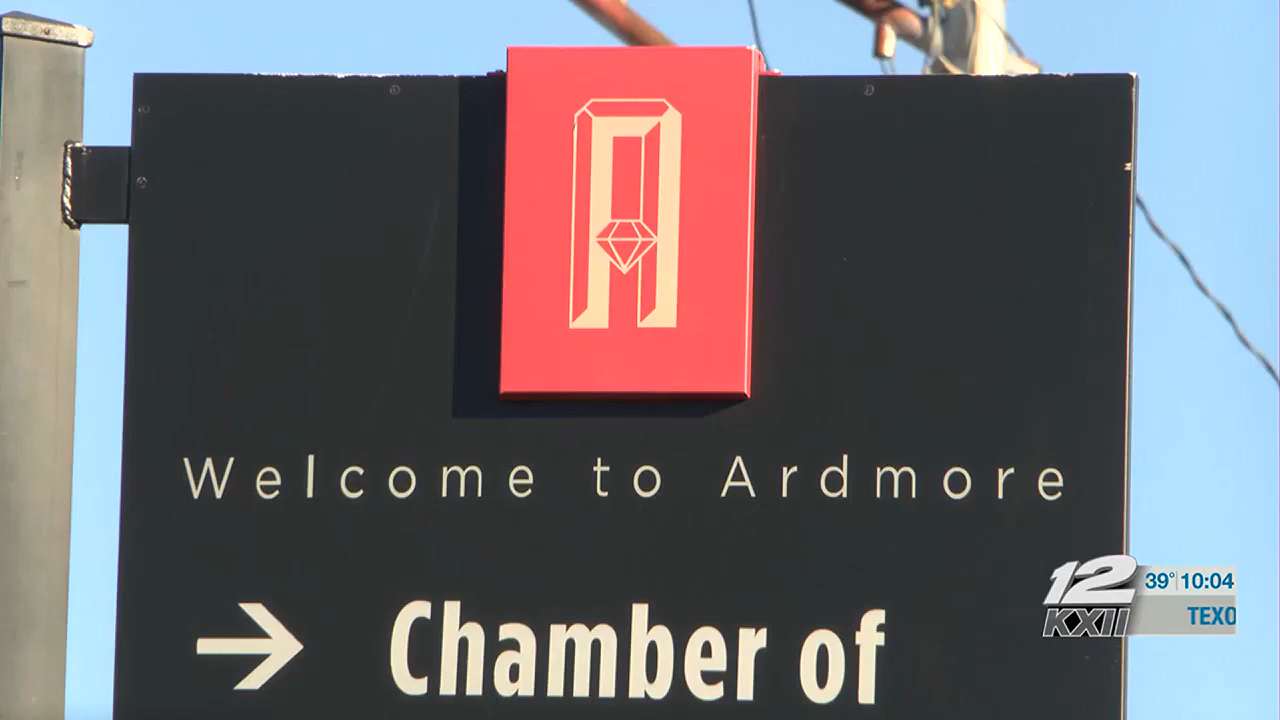 A
Welcome to Ardmore
→ Chamber of
12 39° 10:04
KXII TEXO